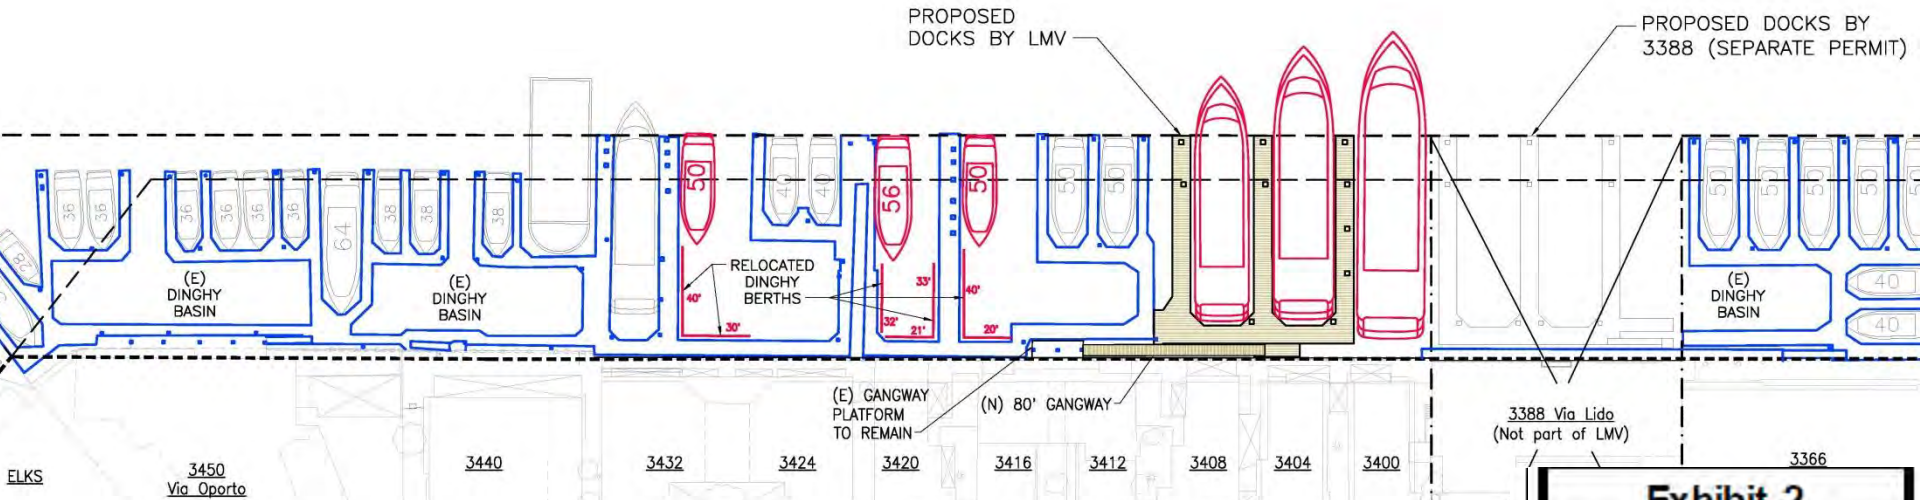 PROPOSED
DOCKS BY LMV
PROPOSED DOCKS BY
3388 (SEPARATE PERMIT)
36
36
36
36
36
36
64
38
38
38
50
40
40
56
50
50
50
50
50
50
50
50
28
40
40
(E)
DINGHY
BASIN
(E)
DINGHY
BASIN
RELOCATED
DINGHY
BERTHS
40'
30'
33'
32'
21'
40'
20'
(E)
DINGHY
BASIN
(E) GANGWAY
PLATFORM
TO REMAIN
(N) 80' GANGWAY
3388 Via Lido
(Not part of LMV)
ELKS
3450
Via Oporto
3440
3432
3424
3420
3416
3412
3408
3404
3400
3366
Exhibit 2